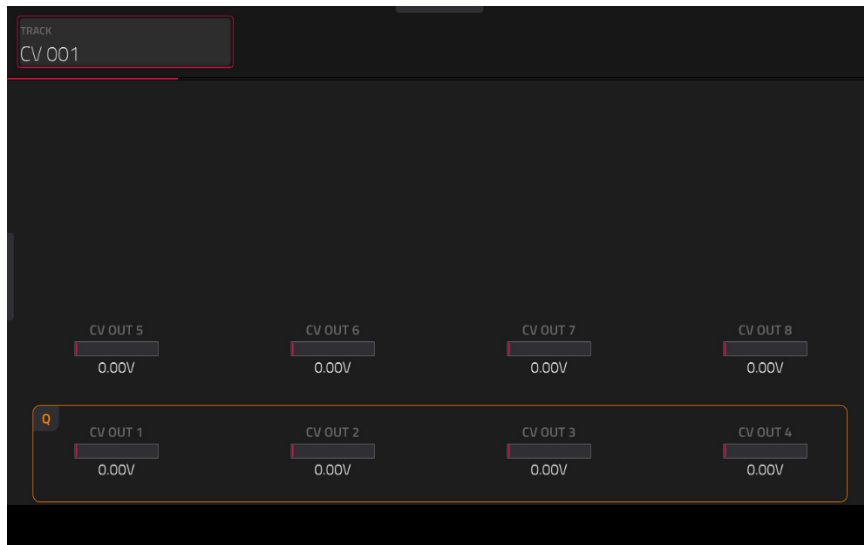 TRACK
CV 001
CV OUT 5 CV OUT 6 CV OUT 7 CV OUT 8
0.00V 0.00V 0.00V 0.00V
Q
CV OUT 1 CV OUT 2 CV OUT 3 CV OUT 4
0.00V 0.00V 0.00V 0.00V